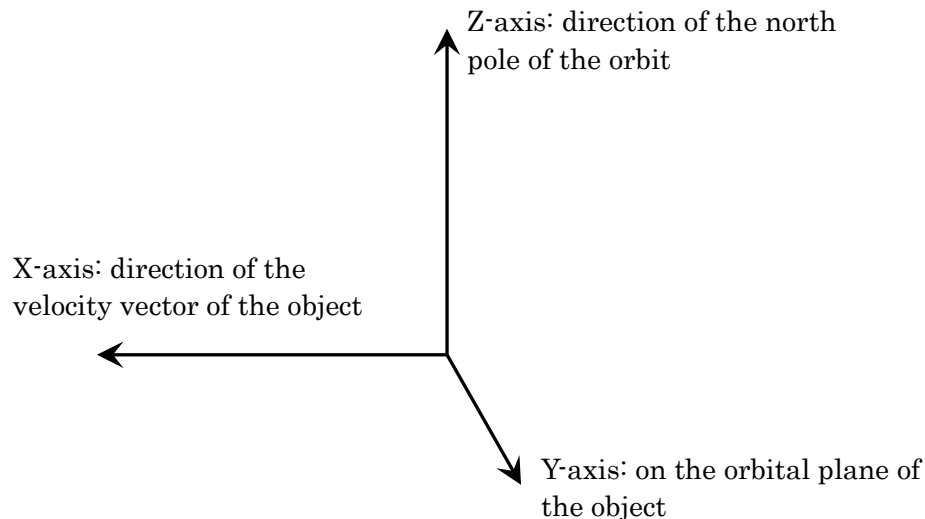 Z-axis: direction of the north
pole of the orbit
X-axis: direction of the
velocity vector of the object
Y-axis: on the orbital plane of
the object